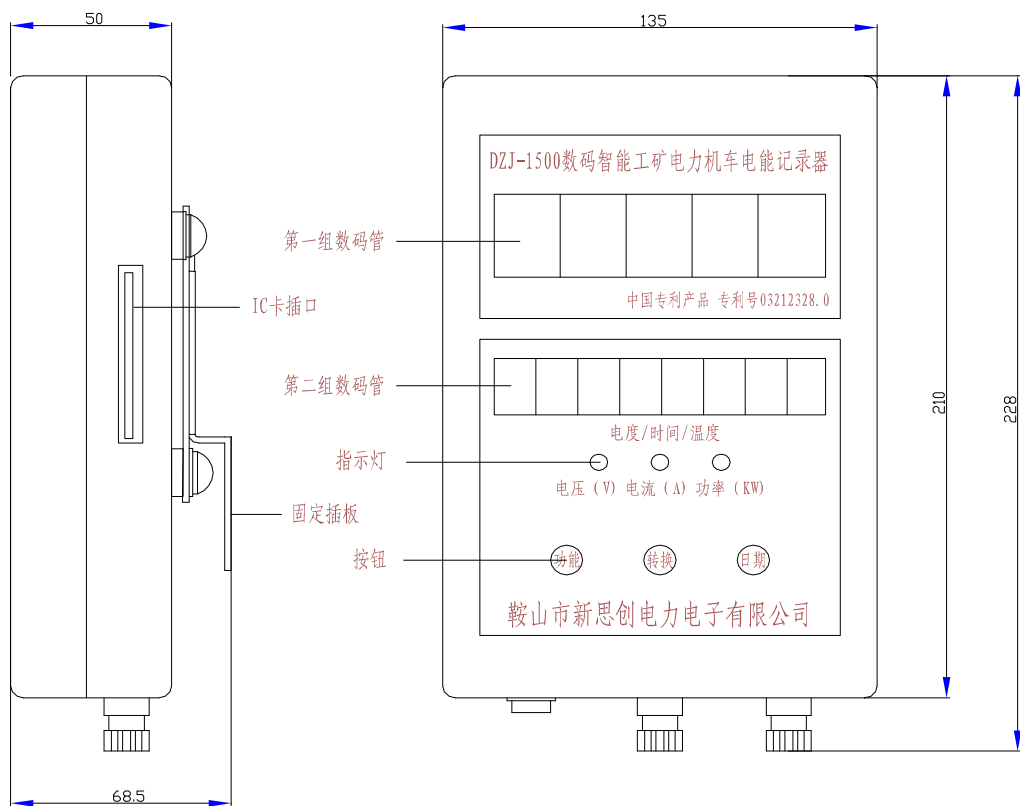 50
135
DZJ-1500数码智能工矿电力机车电能记录器
第一组数码管
IC卡插口
中国专利产品 专利号03212328.0
第二组数码管
210
228
电度/时间/温度
指示灯
电压(V) 电流(A) 功率(KW)
固定插板
按钮
功能 转换 日期
鞍山市新思创电力电子有限公司
68.5